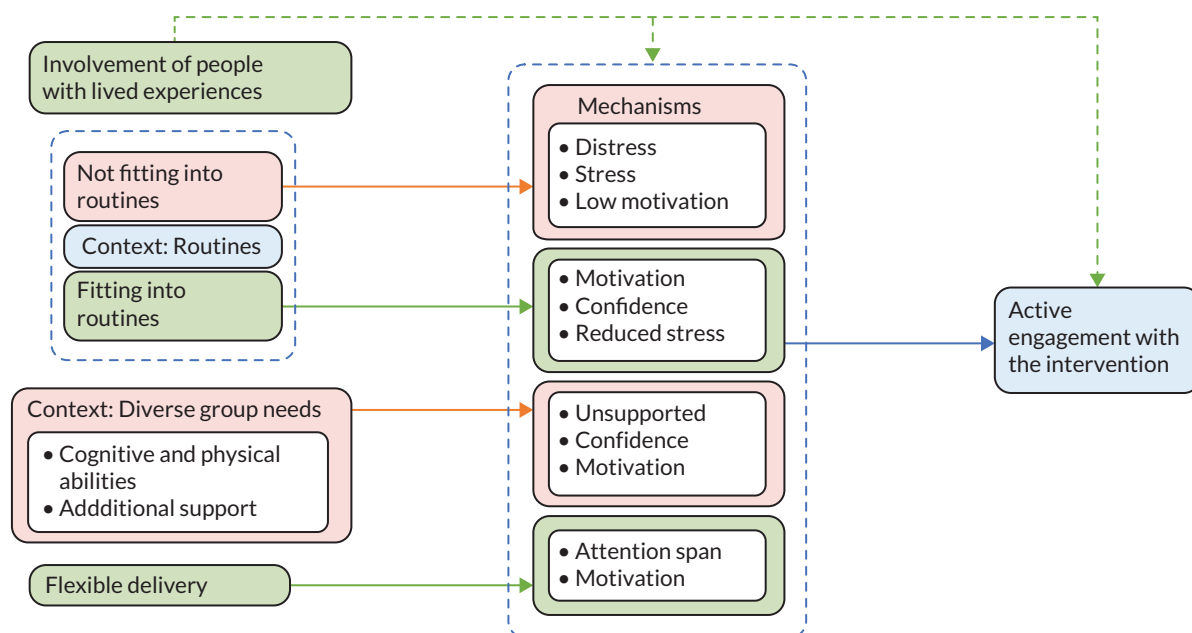 Involvement of people
with lived experiences
Not fitting into
routines
Context: Routines
Fitting into
routines
Context: Diverse group needs
• Cognitive and physical
abilities
• Addditional support
Flexible delivery
Mechanisms
• Distress
• Stress
• Low motivation
• Motivation
• Confidence
• Reduced stress
• Unsupported
• Confidence
• Motivation
• Attention span
• Motivation
Active
engagement with
the intervention